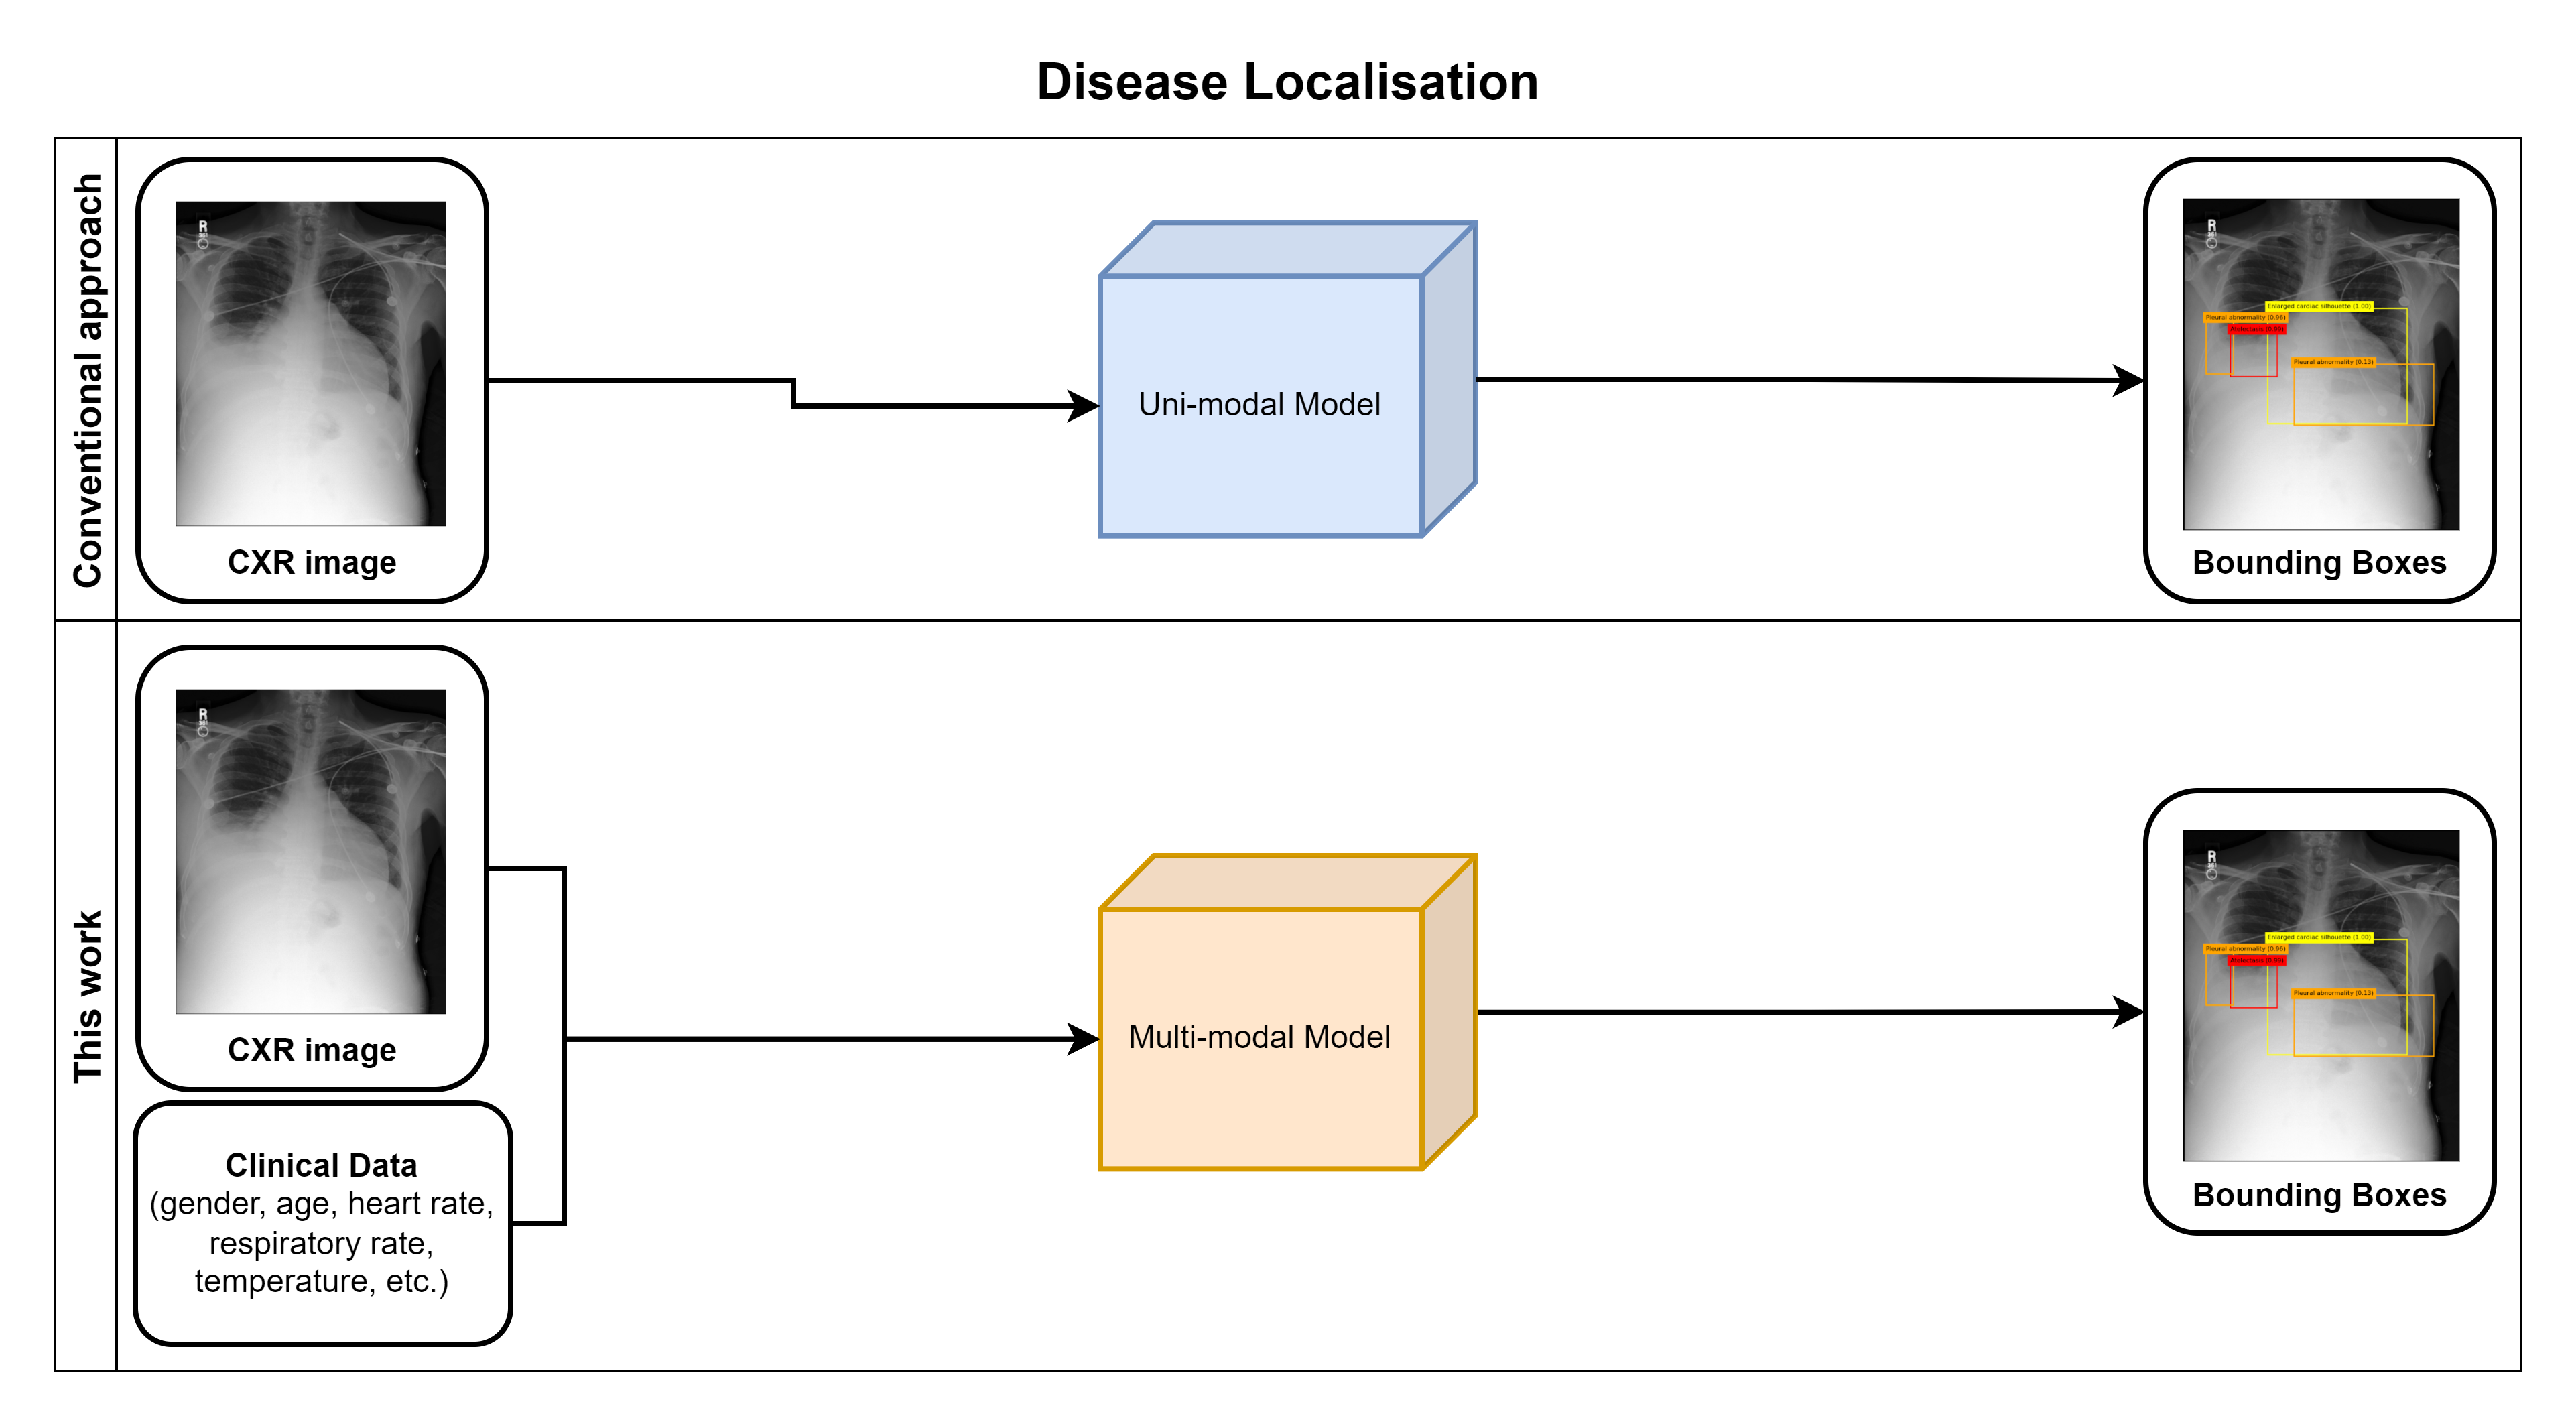 Disease Localisation
Conventional approach
R
CXR image
Uni-modal Model
R
Enlarged cardiac silhouette (1.00)
Pleural abnormality (0.96)
Atelectasis (0.99)
Pleural abnormality (0.13)
Bounding Boxes
This work
R
CXR image
Clinical Data
(gender, age, heart rate,
respiratory rate,
temperature, etc.)
Multi-modal Model
R
Enlarged cardiac silhouette (1.00)
Pleural abnormality (0.96)
Atelectasis (0.99)
Pleural abnormality (0.13)
Bounding Boxes